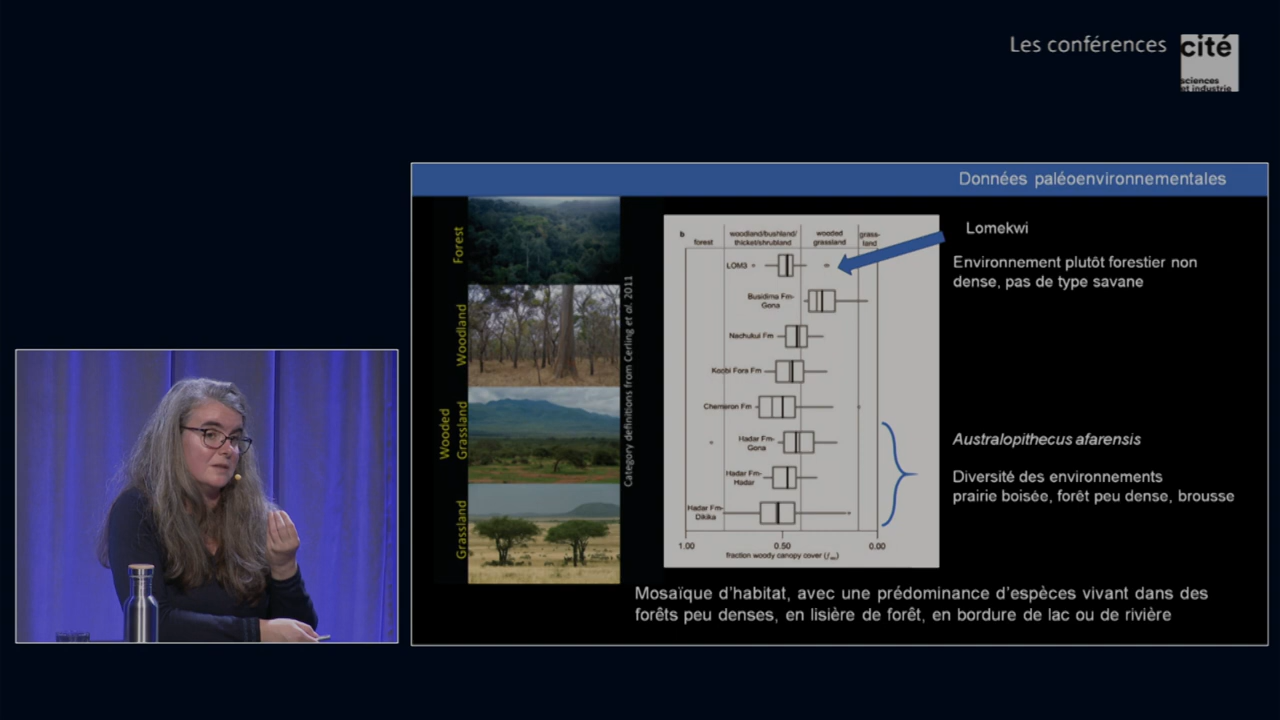 Les conférences
cité
sciences
et industrie
Données paléoenvironnementales
Forest
Woodland
Wooded
Grassland
Grassland
Category definitions from Cerling et al. 2011
b
forest
woodland/bushland/
thicket/shrubland
wooded
grassland
grass-
land
LOM3
Busidima Fm-
Gona
Nachukui Fm
Koobi Fora Fm
Chemeron Fm
Hadar Fm-
Gona
Hadar Fm-
Hadar
Hadar Fm-
Dikika
1.00 0.50 0.00
fraction woody canopy cover
Lomekwi
Environnement plutôt forestier non
dense, pas de type savane
Australopithecus afarensis
Diversité des environnements
prairie boisée, forêt peu dense, brousse
Mosaïque d'habitat, avec une prédominance d'espèces vivant dans des
forêts peu denses, en lisière de forêt, en bordure de lac ou de rivière